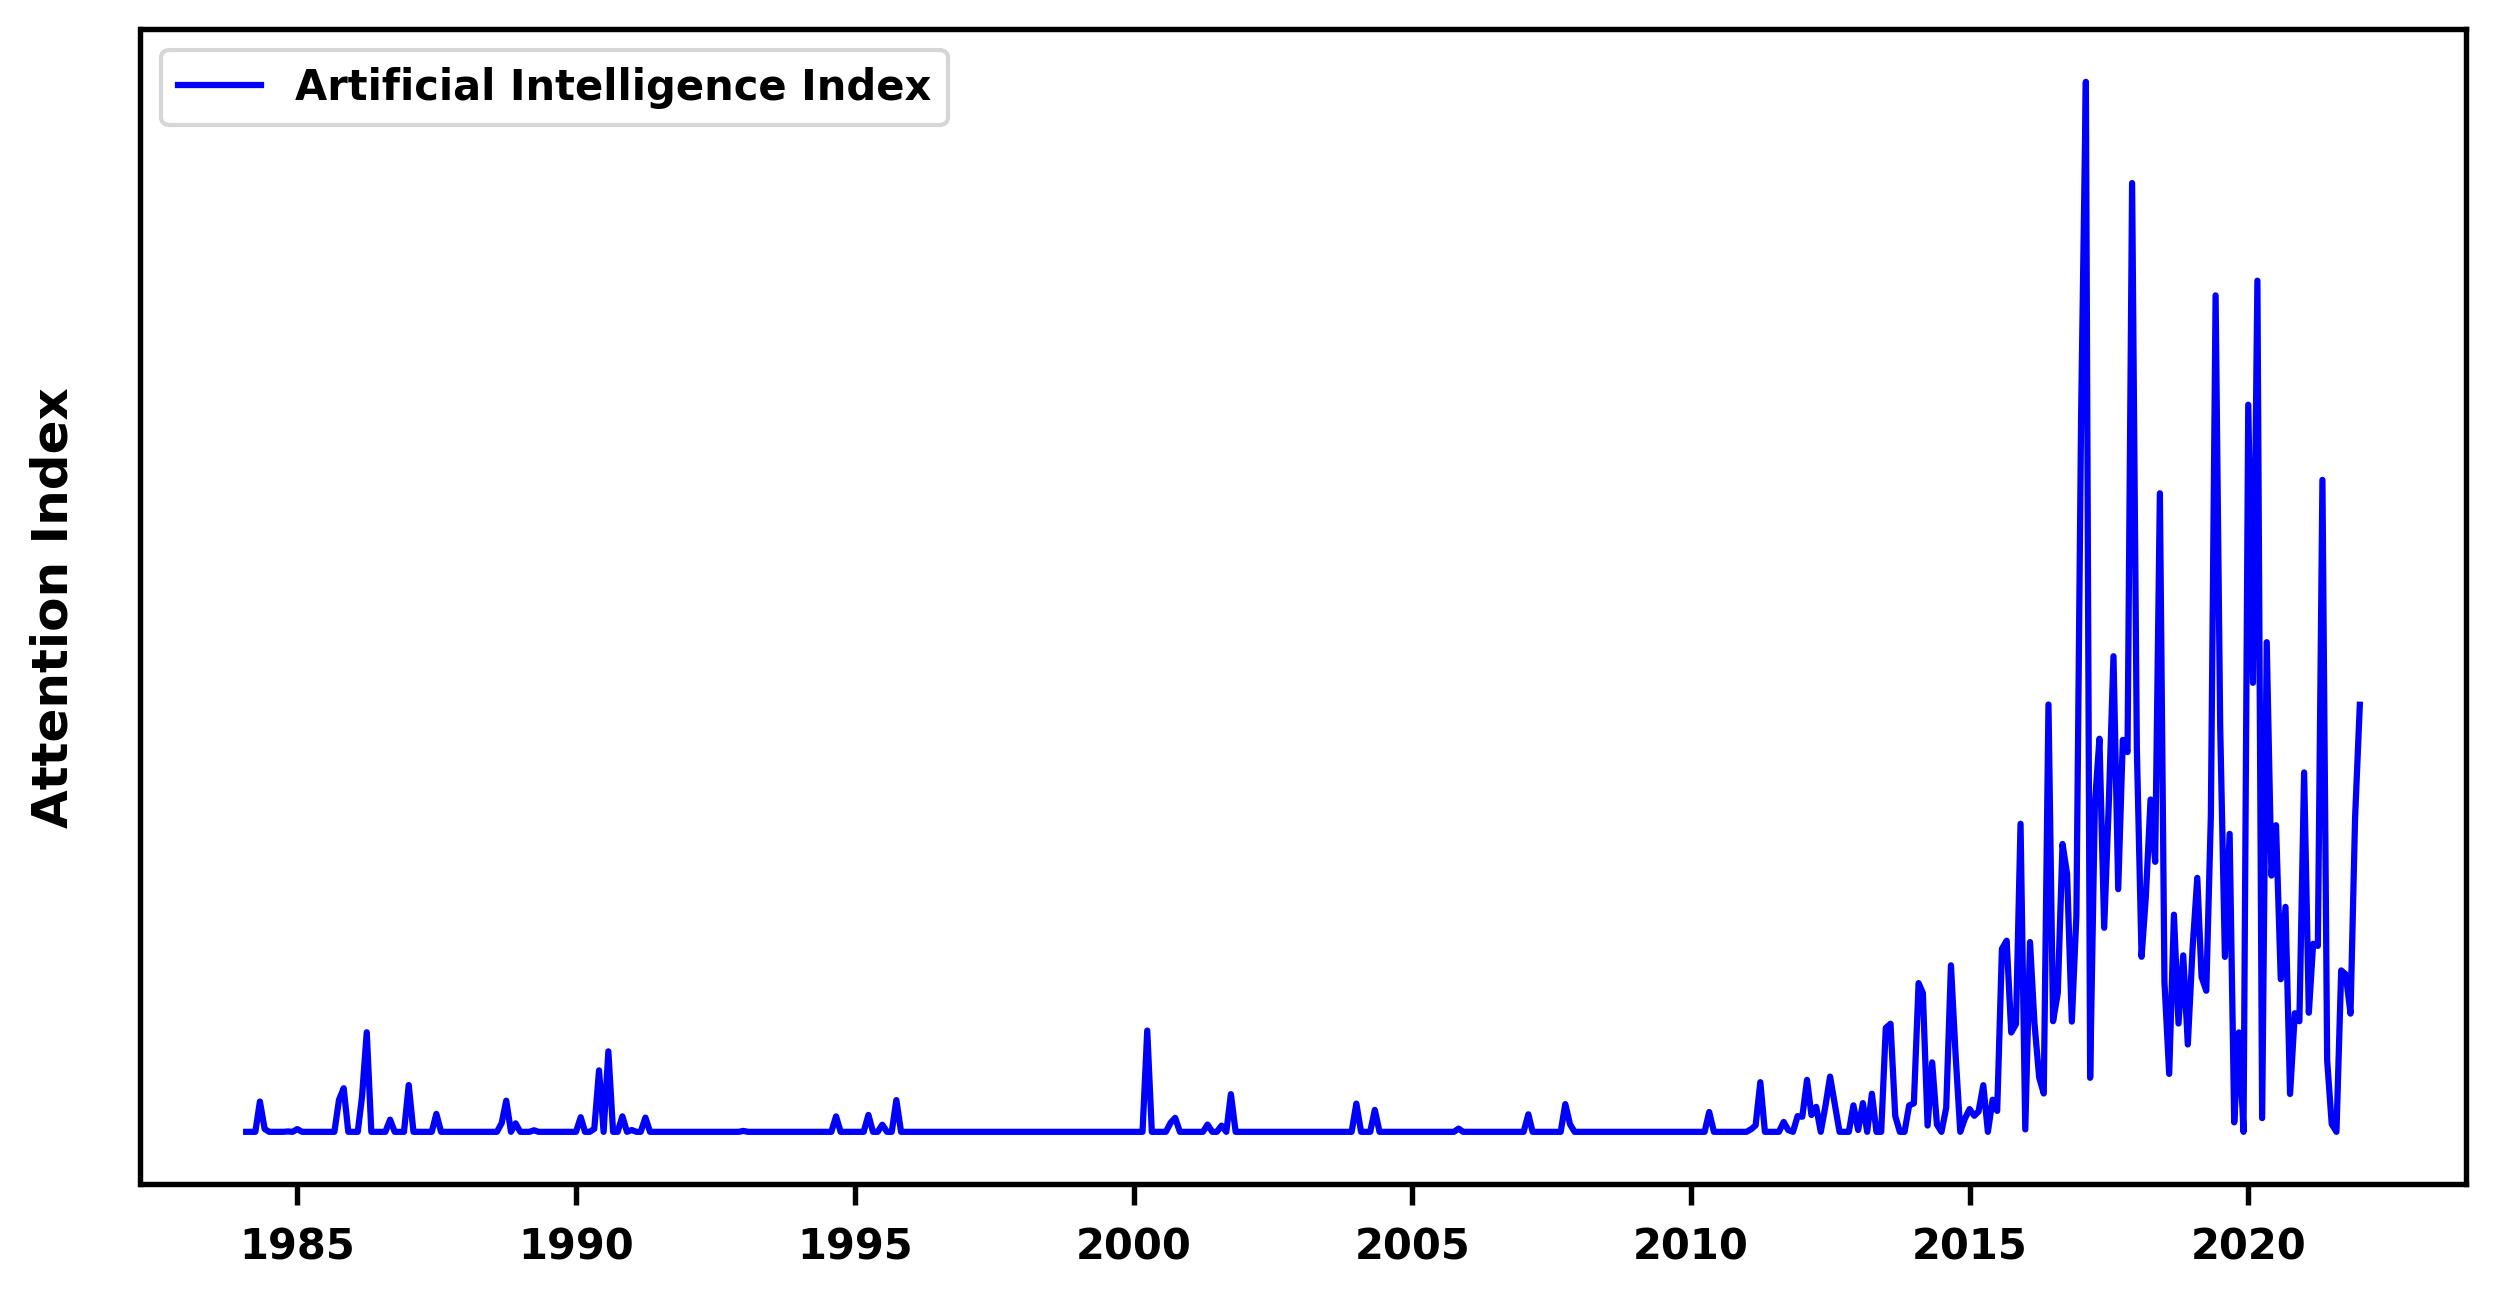 Artificial Intelligence Index
Attention Index
1985 1990 1995 2000 2005 2010 2015 2020